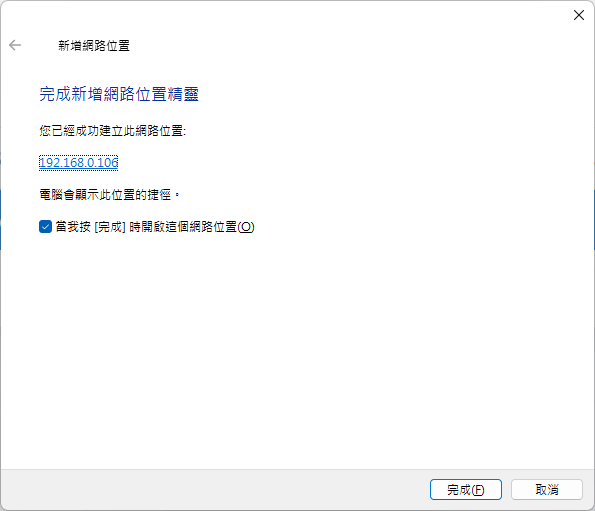 新增網路位置
完成新增網路位置精靈
您已經成功建立此網路位置:
192.168.0.106
電腦會顯示此位置的捷徑。
當我按 [完成] 時開啟這個網路位置(O)
完成(F)
取消